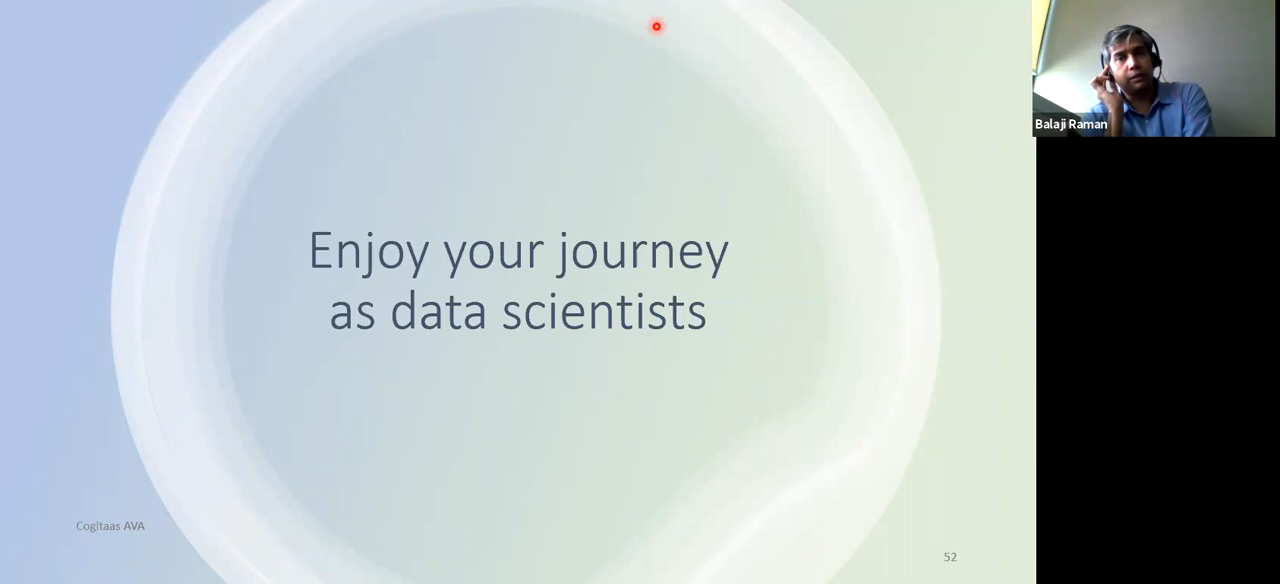 Enjoy your journey
as data scientists
Balaji Raman
Cogitaas AVA
52